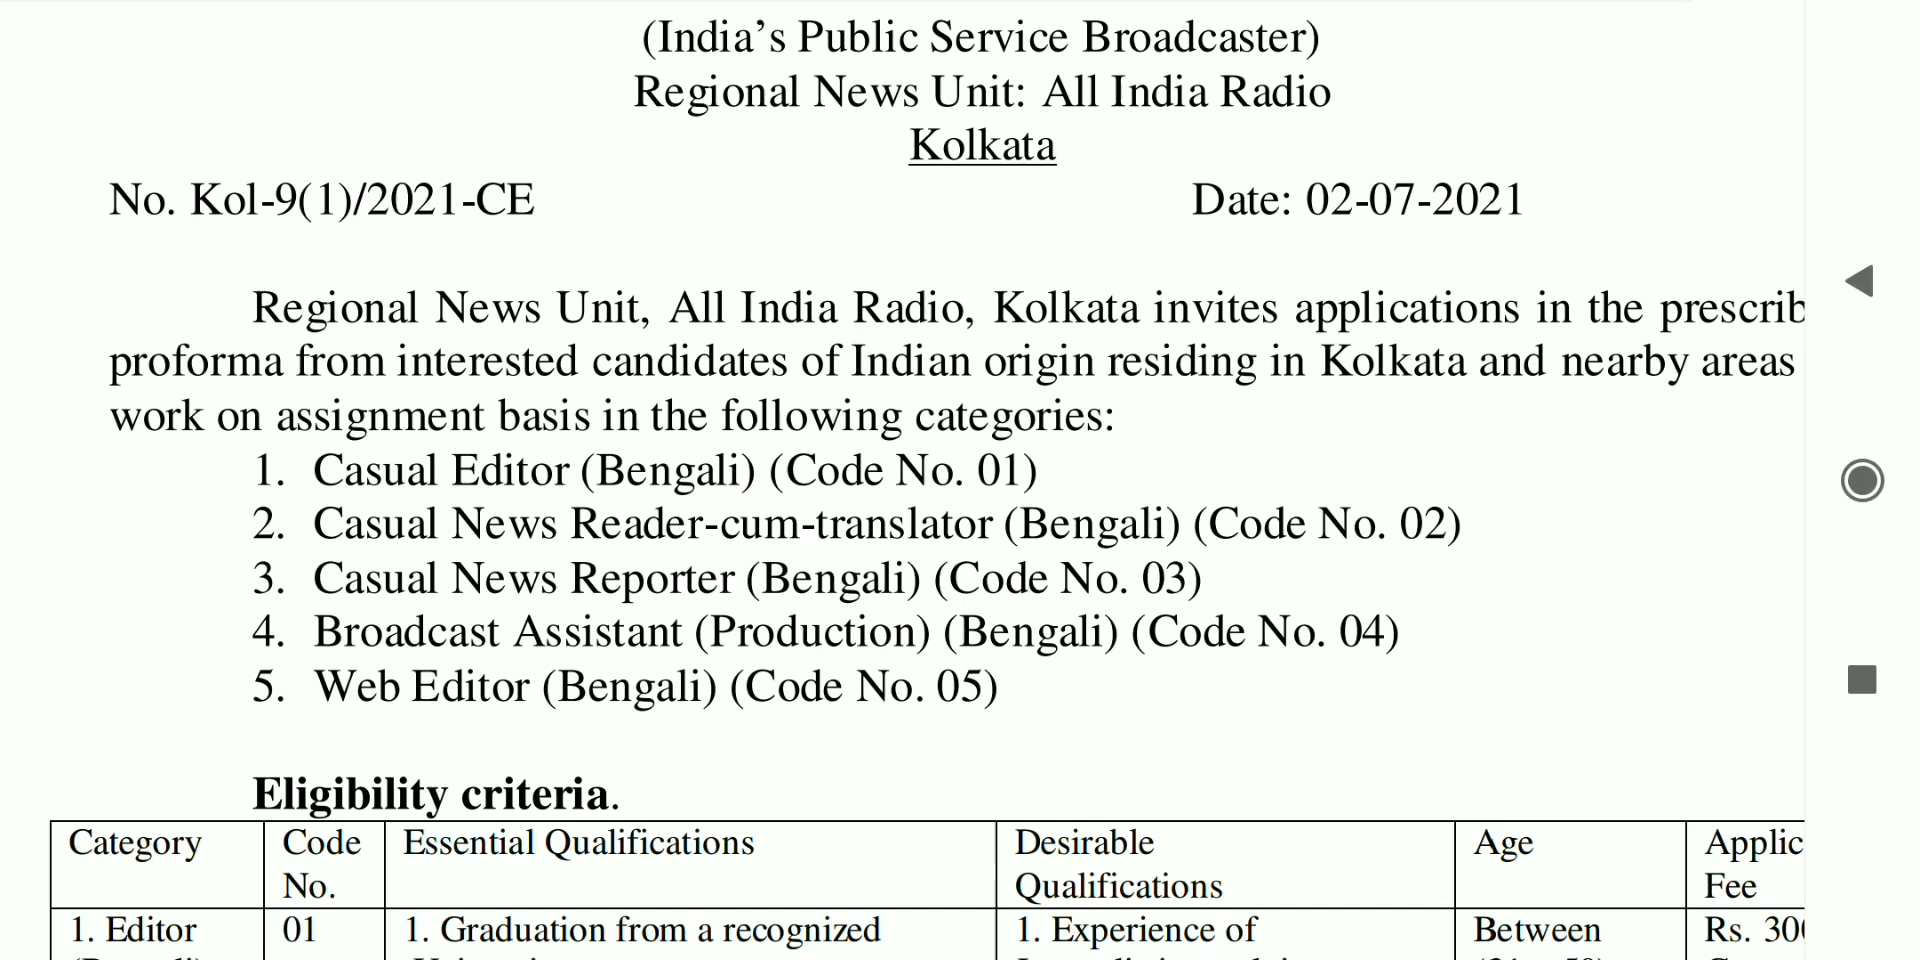 (India’s Public Service Broadcaster)
Regional News Unit: All India Radio
Kolkata
No. Kol-9(1)/2021-CE Date: 02-07-2021
Regional News Unit, All India Radio, Kolkata invites applications in the prescrib
proforma from interested candidates of Indian origin residing in Kolkata and nearby areas
work on assignment basis in the following categories:
1. Casual Editor (Bengali) (Code No. 01)
2. Casual News Reader-cum-translator (Bengali) (Code No. 02)
3. Casual News Reporter (Bengali) (Code No. 03)
4. Broadcast Assistant (Production) (Bengali) (Code No. 04)
5. Web Editor (Bengali) (Code No. 05)
Eligibility criteria.
Category Code Essential Qualifications Desirable Age Applic
No. Qualifications Fee
1. Editor 01 1. Graduation from a recognized 1. Experience of Between Rs. 30